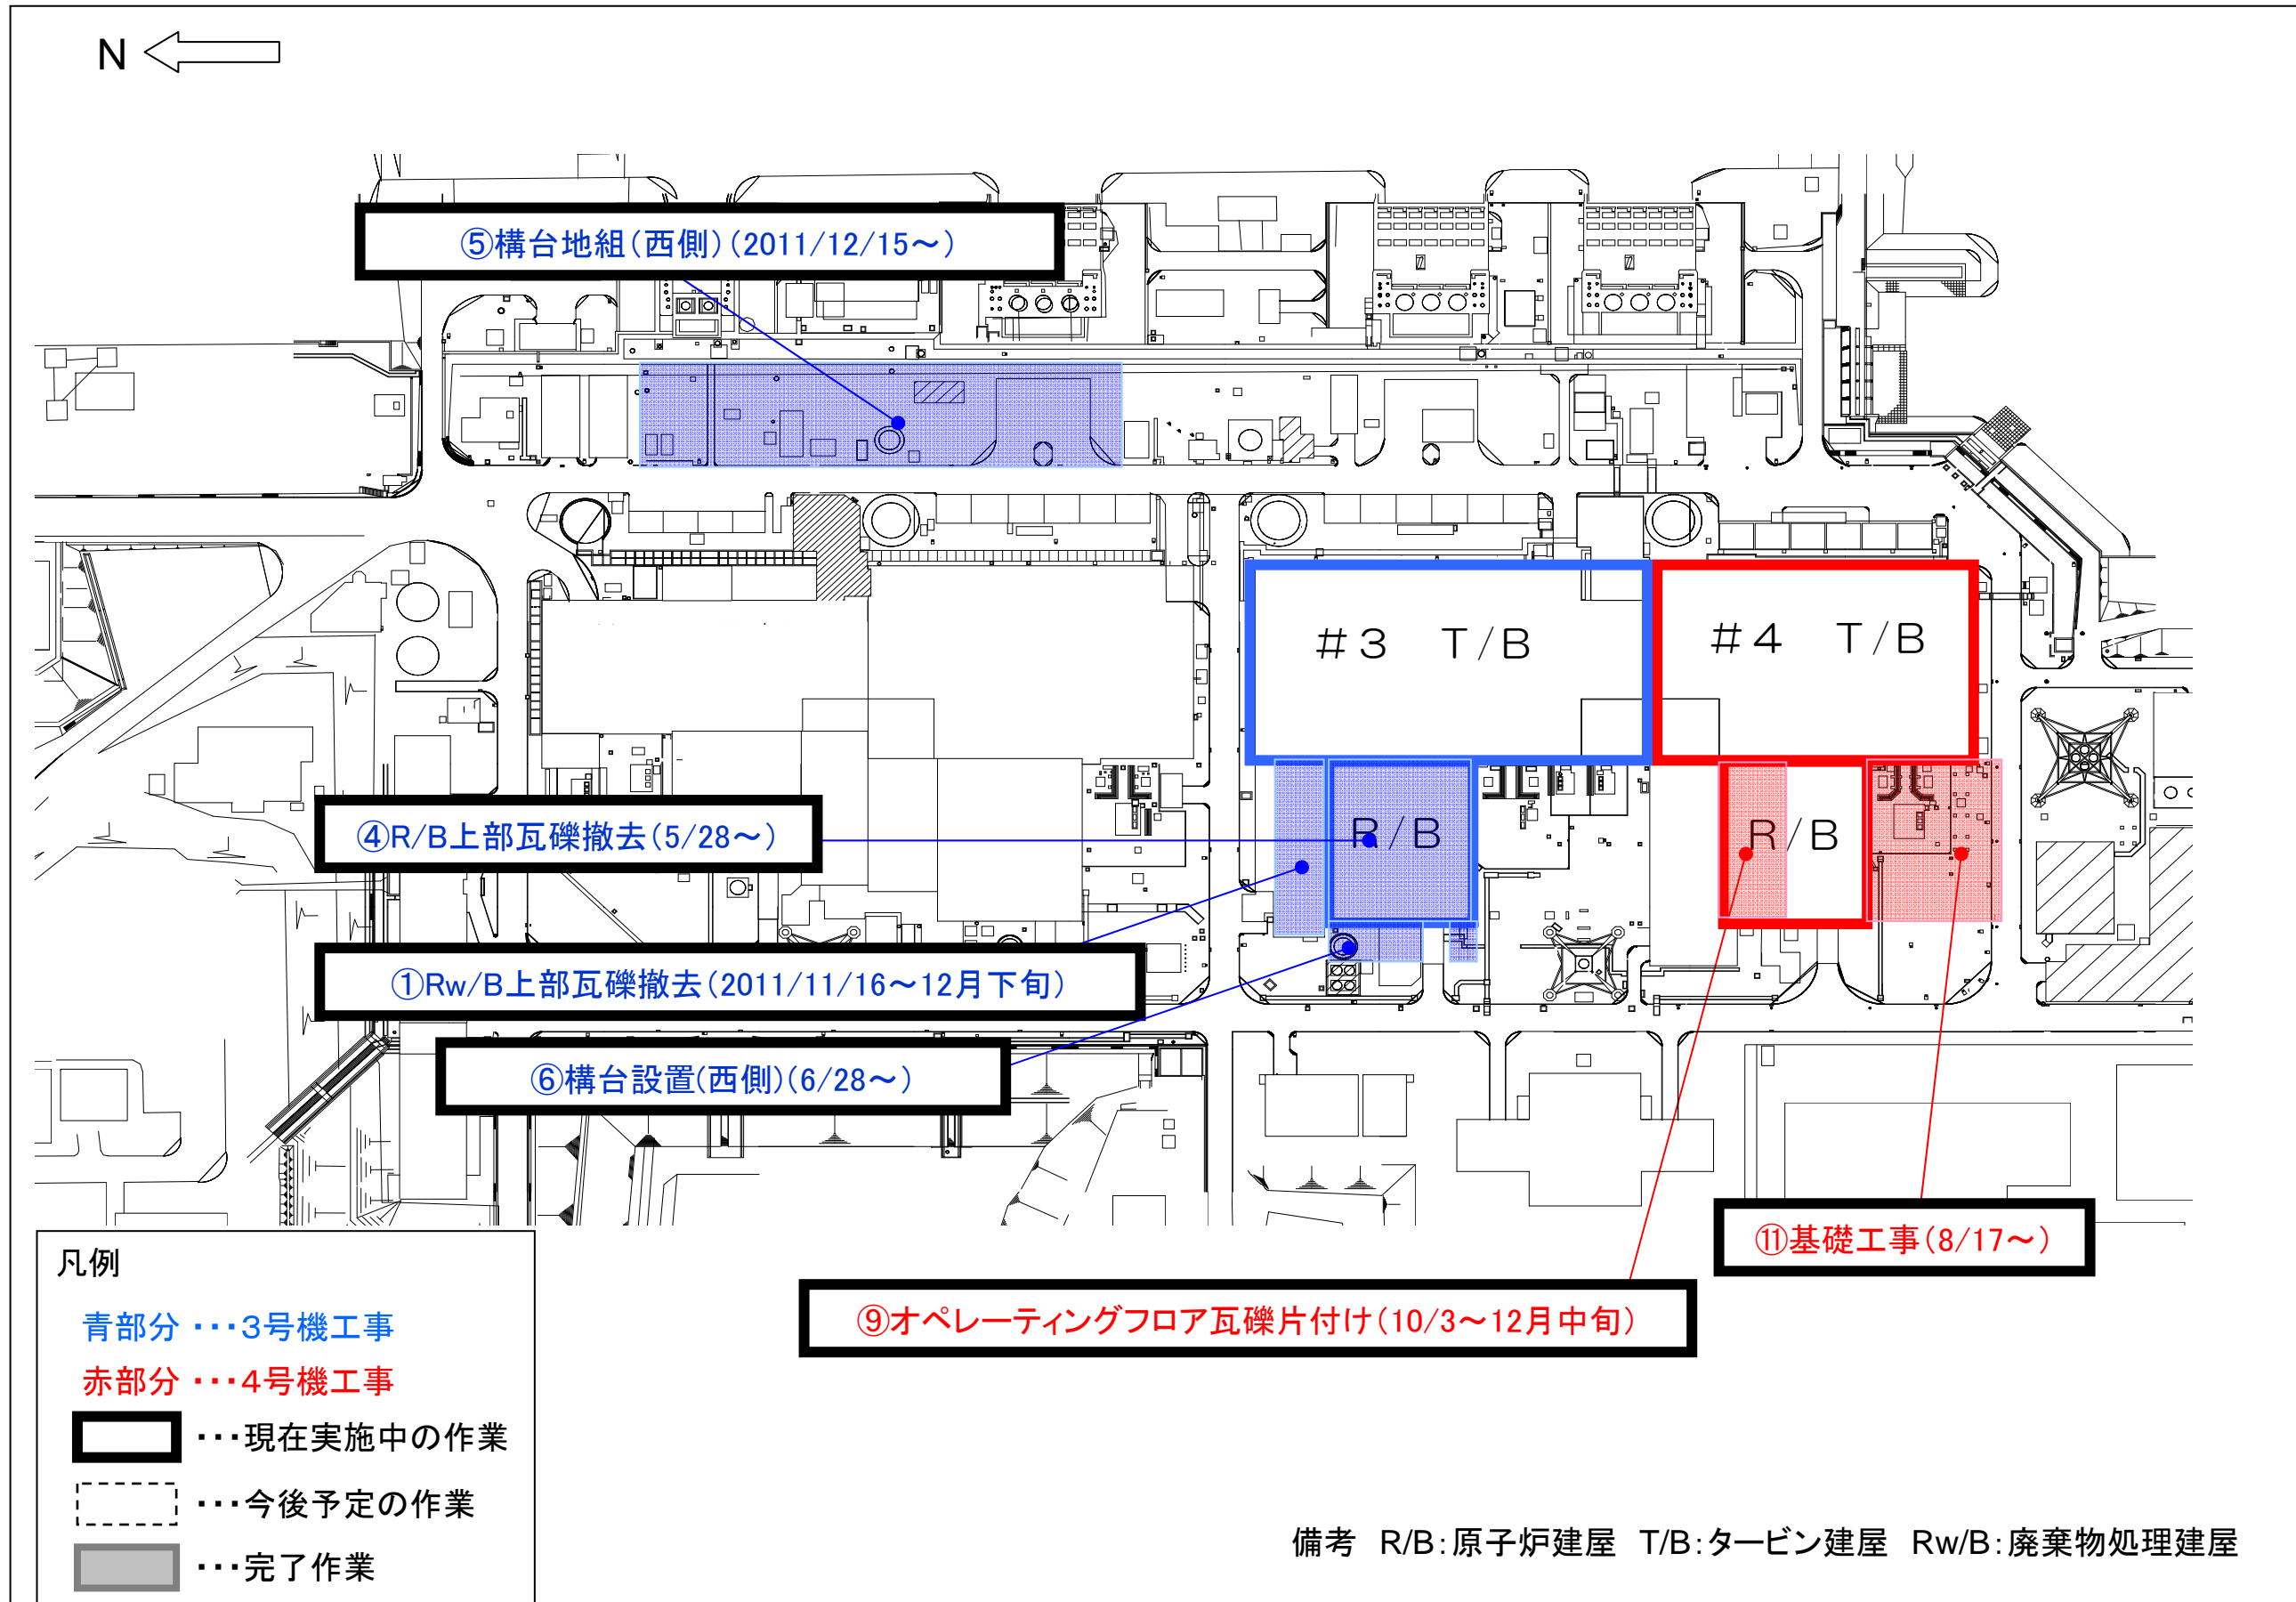 N
⑤構台地組(西側)(2011/12/15～)
#3 T/B
#4 T/B
④R/B上部瓦礫撤去(5/28～)
R/B
R/B
①Rw/B上部瓦礫撤去(2011/11/16～12月下旬)
⑥構台設置(西側)(6/28～)
⑪基礎工事(8/17～)
⑨オペレーティングフロア瓦礫片付け(10/3～12月中旬)
凡例
青部分 ･･･3号機工事
赤部分 ･･･4号機工事
･･･現在実施中の作業
･･･今後予定の作業
･･･完了作業
備考 R/B:原子炉建屋 T/B:タービン建屋 Rw/B:廃棄物処理建屋